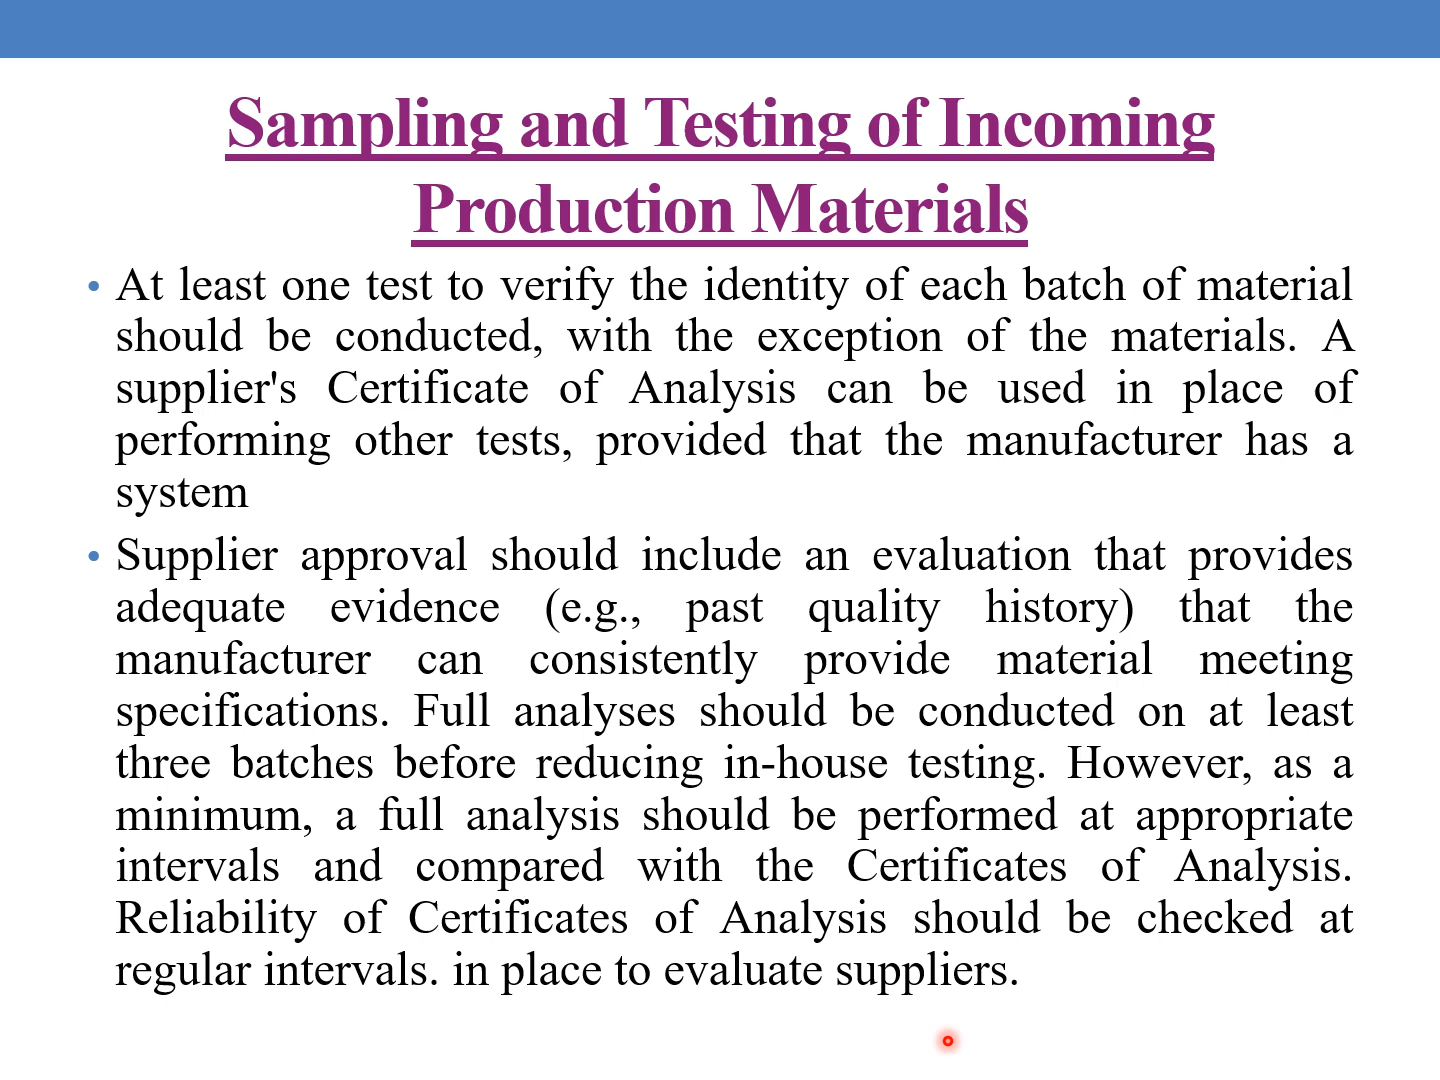 Sampling and Testing of Incoming
Production Materials
• At least one test to verify the identity of each batch of material
should be conducted, with the exception of the materials. A
supplier's Certificate of Analysis can be used in place of
performing other tests, provided that the manufacturer has a
system
• Supplier approval should include an evaluation that provides
adequate evidence (e.g., past quality history) that the
manufacturer can consistently provide material meeting
specifications. Full analyses should be conducted on at least
three batches before reducing in-house testing. However, as a
minimum, a full analysis should be performed at appropriate
intervals and compared with the Certificates of Analysis.
Reliability of Certificates of Analysis should be checked at
regular intervals. in place to evaluate suppliers.